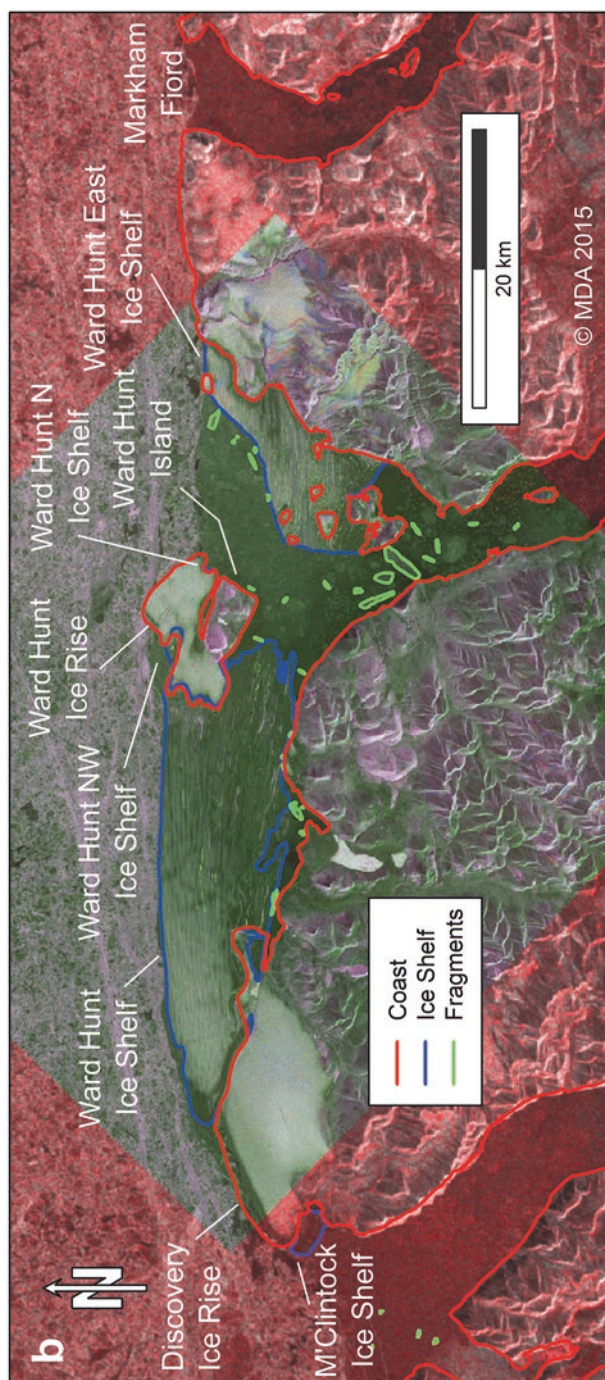 b
N
Discovery
Ice Rise
M'Clintock
Ice Shelf
Ward Hunt
Ice Shelf
Ward Hunt NW
Ice Shelf
Ward Hunt
Ice Rise
Ward Hunt N
Ice Shelf
Ward Hunt
Island
Ward Hunt East
Ice Shelf
Markham
Fiord
Coast
Ice Shelf
Fragments
20 km
© MDA 2015